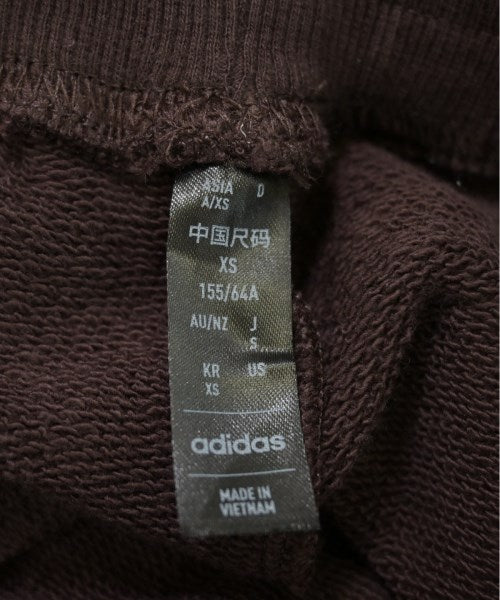 ASIA D
A/XS
中国尺码
XS
155/64A
AU/NZ J
S
KR US
XS
adidas
MADE IN
VIETNAM